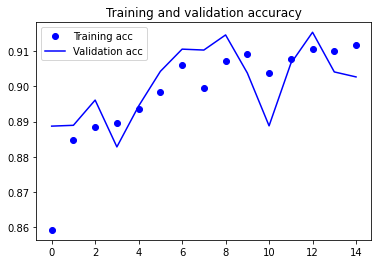 Training and validation accuracy
Training acc
Validation acc
0.91
0.90
0.89
0.88
0.87
0.86
0 2 4 6 8 10 12 14